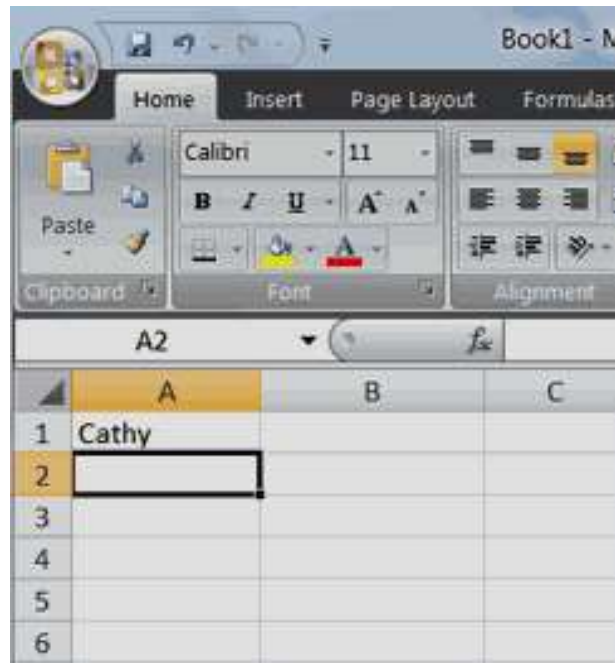 Book1 - M
Home Insert Page Layout Formulas
Calibri 11
Paste B I U A A
A
Clipboard Font Alignment
A2 fx
A B C
1 Cathy
2
3
4
5
6